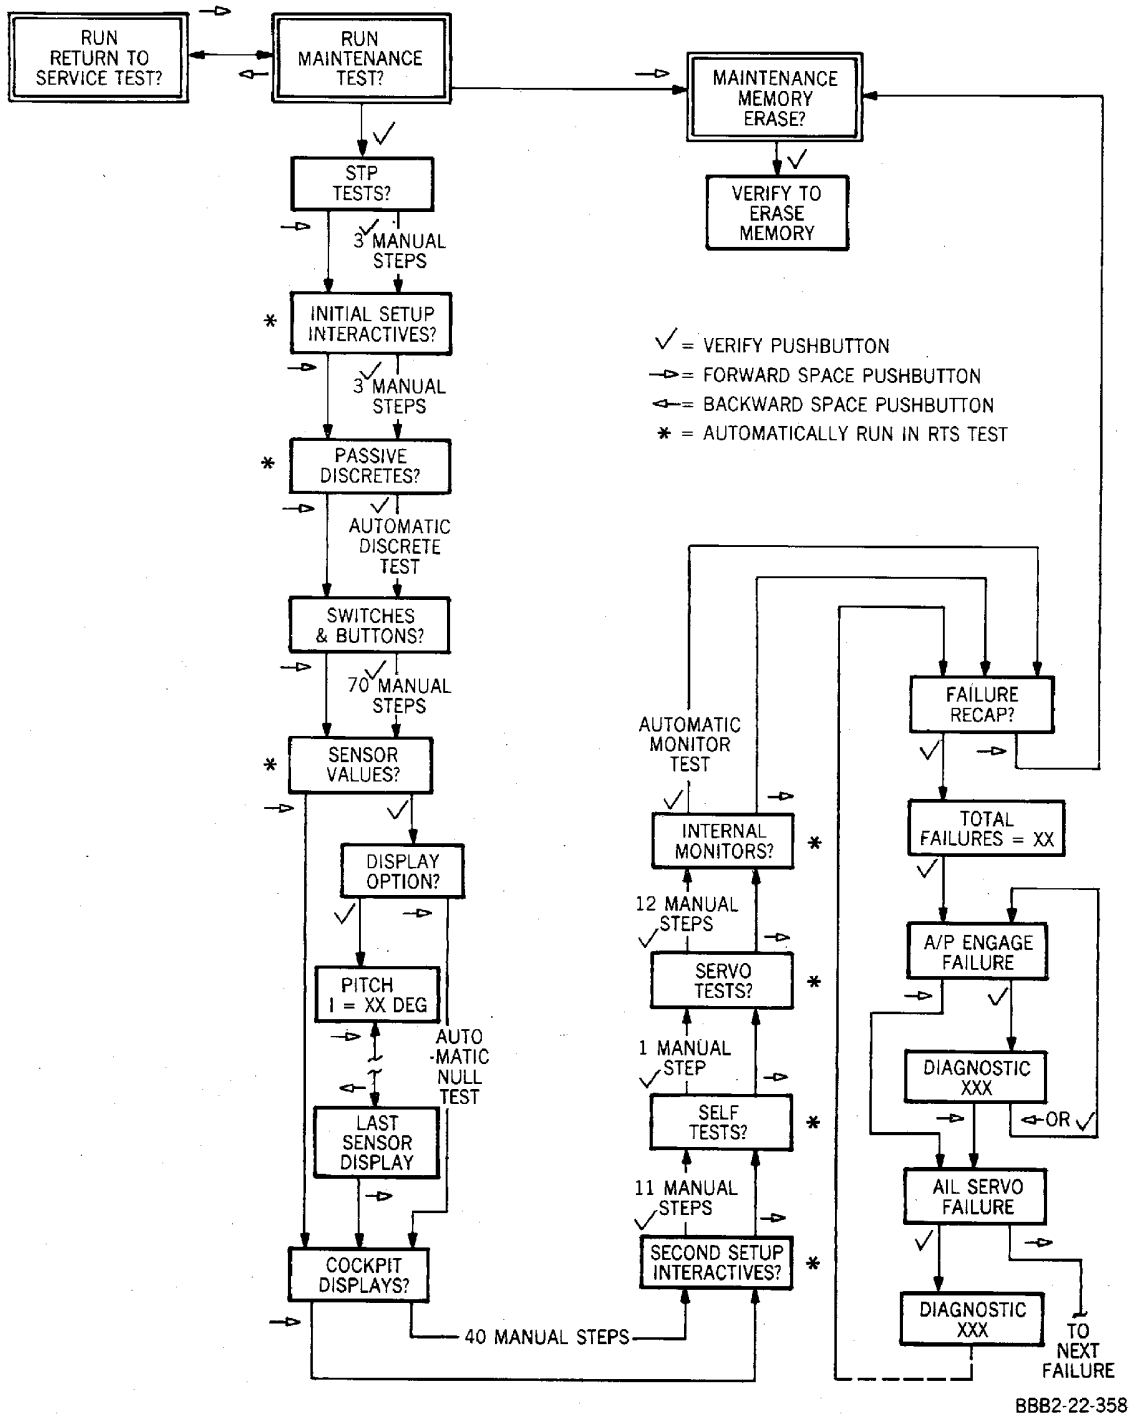 RUN
RETURN TO
SERVICE TEST?
RUN
MAINTENANCE
TEST?
MAINTENANCE
MEMORY
ERASE?
VERIFY TO
ERASE
MEMORY
STP
TESTS?
3 MANUAL
STEPS
INITIAL SETUP
INTERACTIVES?
3 MANUAL
STEPS
PASSIVE
DISCRETES?
AUTOMATIC
DISCRETE
TEST
SWITCHES
& BUTTONS?
70 MANUAL
STEPS
SENSOR
VALUES?
DISPLAY
OPTION?
PITCH
I = XX DEG
AUTO
-MATIC
NULL
TEST
LAST
SENSOR
DISPLAY
COCKPIT
DISPLAYS?
40 MANUAL STEPS
✓ = VERIFY PUSHBUTTON
→ = FORWARD SPACE PUSHBUTTON
← = BACKWARD SPACE PUSHBUTTON
* = AUTOMATICALLY RUN IN RTS TEST
AUTOMATIC
MONITOR
TEST
INTERNAL
MONITORS?
12 MANUAL
STEPS
SERVO
TESTS?
1 MANUAL
STEP
SELF
TESTS?
11 MANUAL
STEPS
SECOND SETUP
INTERACTIVES?
FAILURE
RECAP?
TOTAL
FAILURES = XX
A/P ENGAGE
FAILURE
DIAGNOSTIC
XXX
OR
AIL SERVO
FAILURE
DIAGNOSTIC
XXX
TO
NEXT
FAILURE
BBB2-22-358